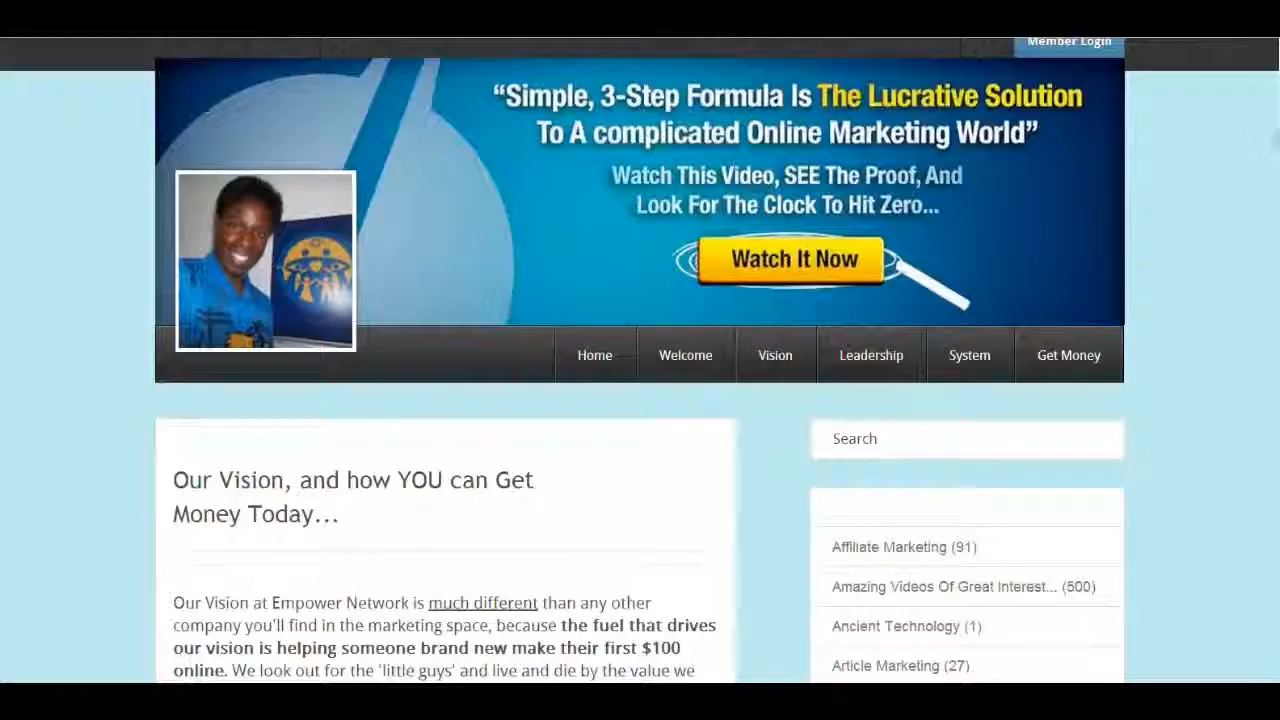 Member Login
“Simple, 3-Step Formula Is The Lucrative Solution
To A complicated Online Marketing World”
Watch This Video, SEE The Proof, And
Look For The Clock To Hit Zero...
Watch It Now
Home
Welcome
Vision
Leadership
System
Get Money
Our Vision, and how YOU can Get
Money Today...
Search
Affiliate Marketing (91)
Amazing Videos Of Great Interest... (500)
Ancient Technology (1)
Article Marketing (27)
Our Vision at Empower Network is much different than any other
company you'll find in the marketing space, because the fuel that drives
our vision is helping someone brand new make their first $100
online. We look out for the 'little guys' and live and die by the value we